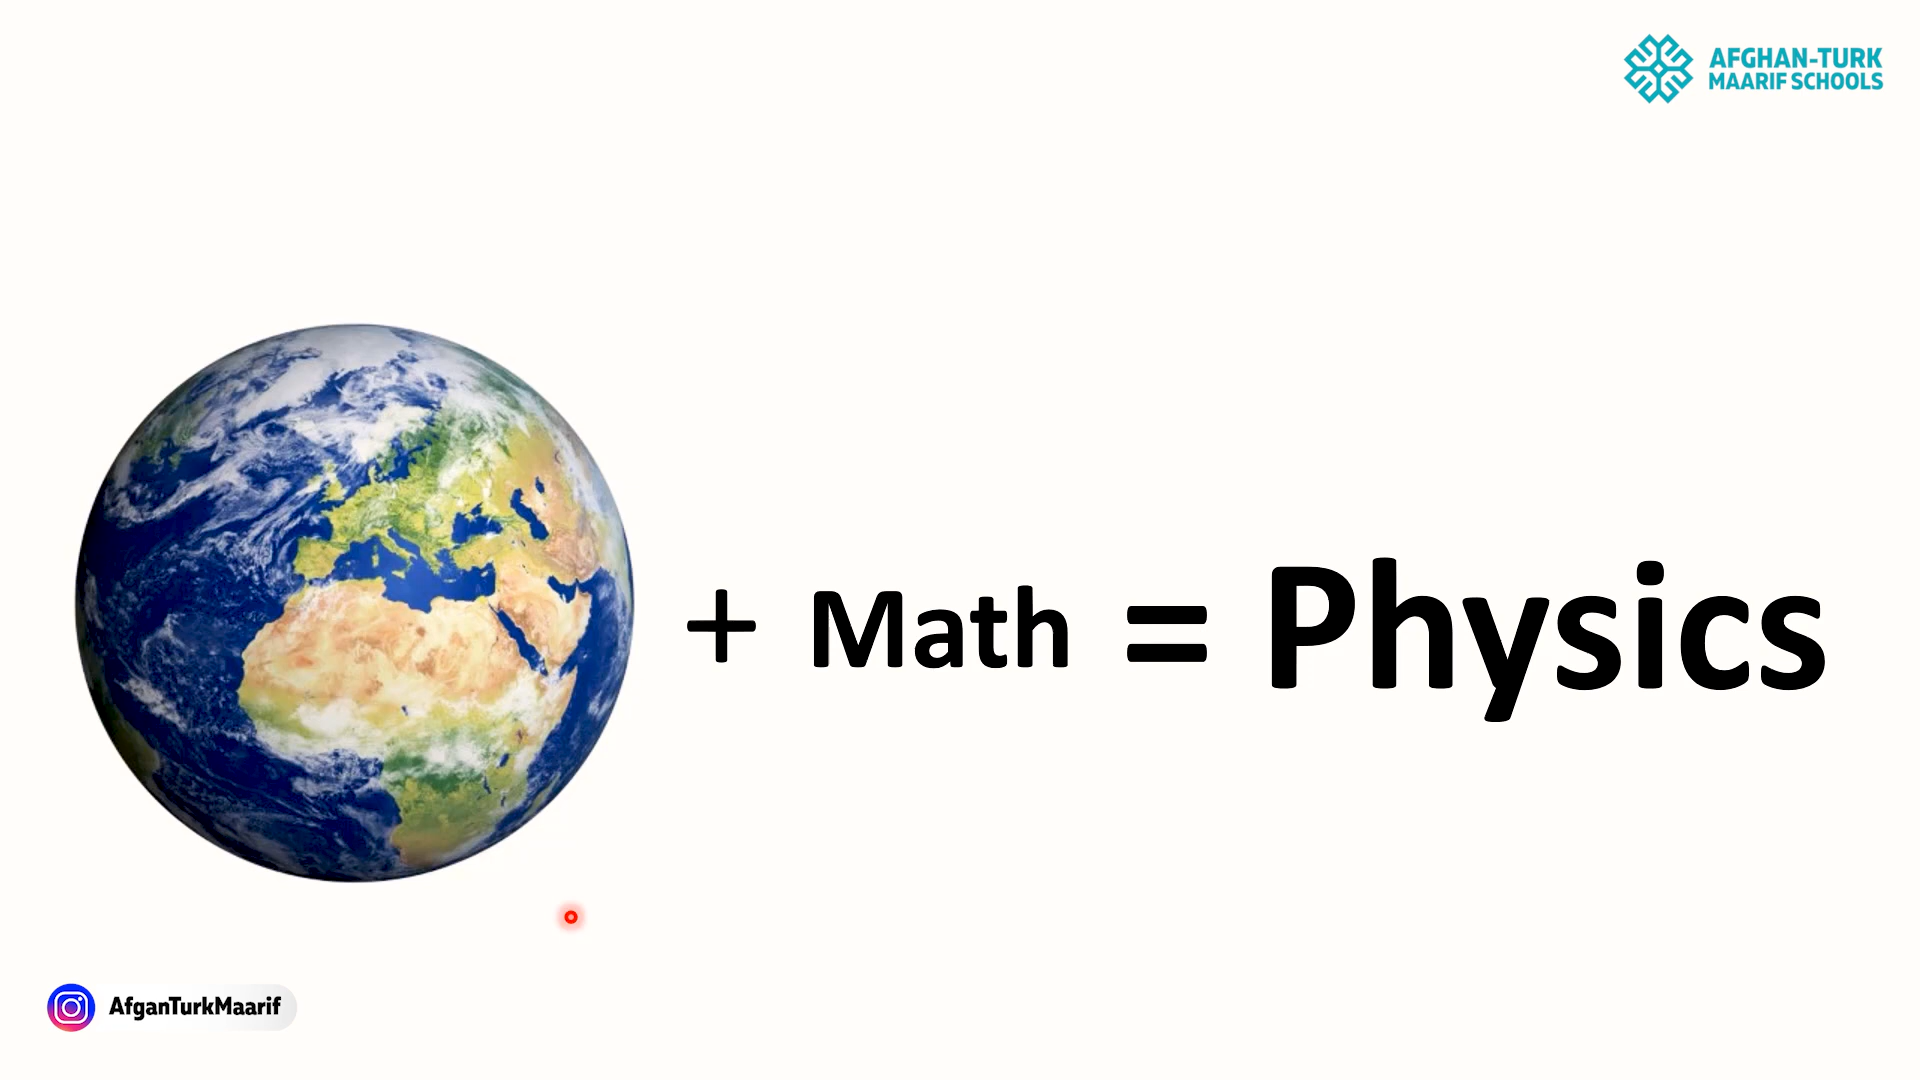 AFGHAN-TURK
MAARIF SCHOOLS
+ Math = Physics
AfganTurkMaarif